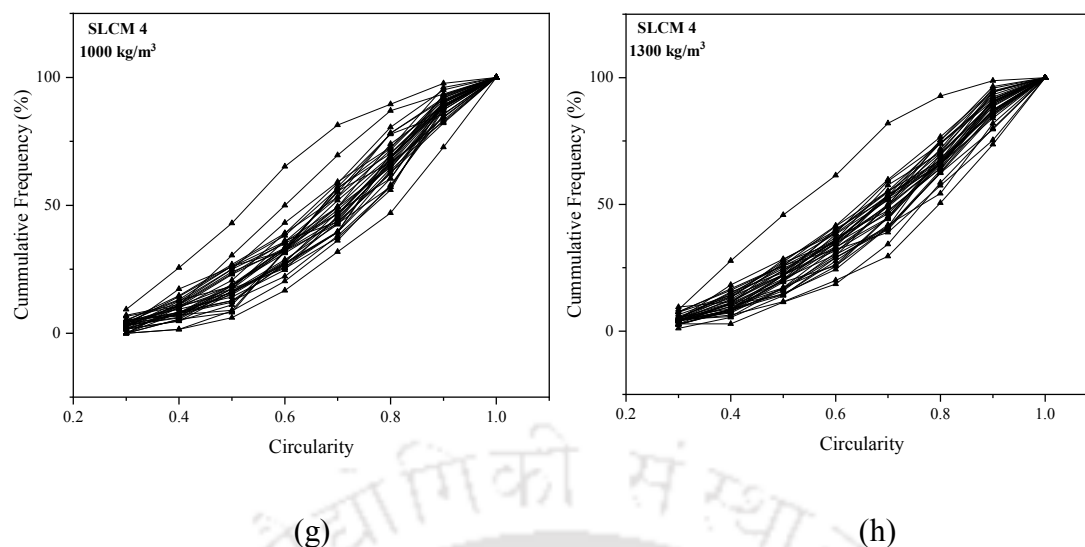 SLCM 4
1000 kg/m³
Cummulative Frequency (%)
100
50
0
0.2 0.4 0.6 0.8 1.0
Circularity
(g)
SLCM 4
1300 kg/m³
Cummulative Frequency (%)
100
50
0
0.2 0.4 0.6 0.8 1.0
Circularity
(h)